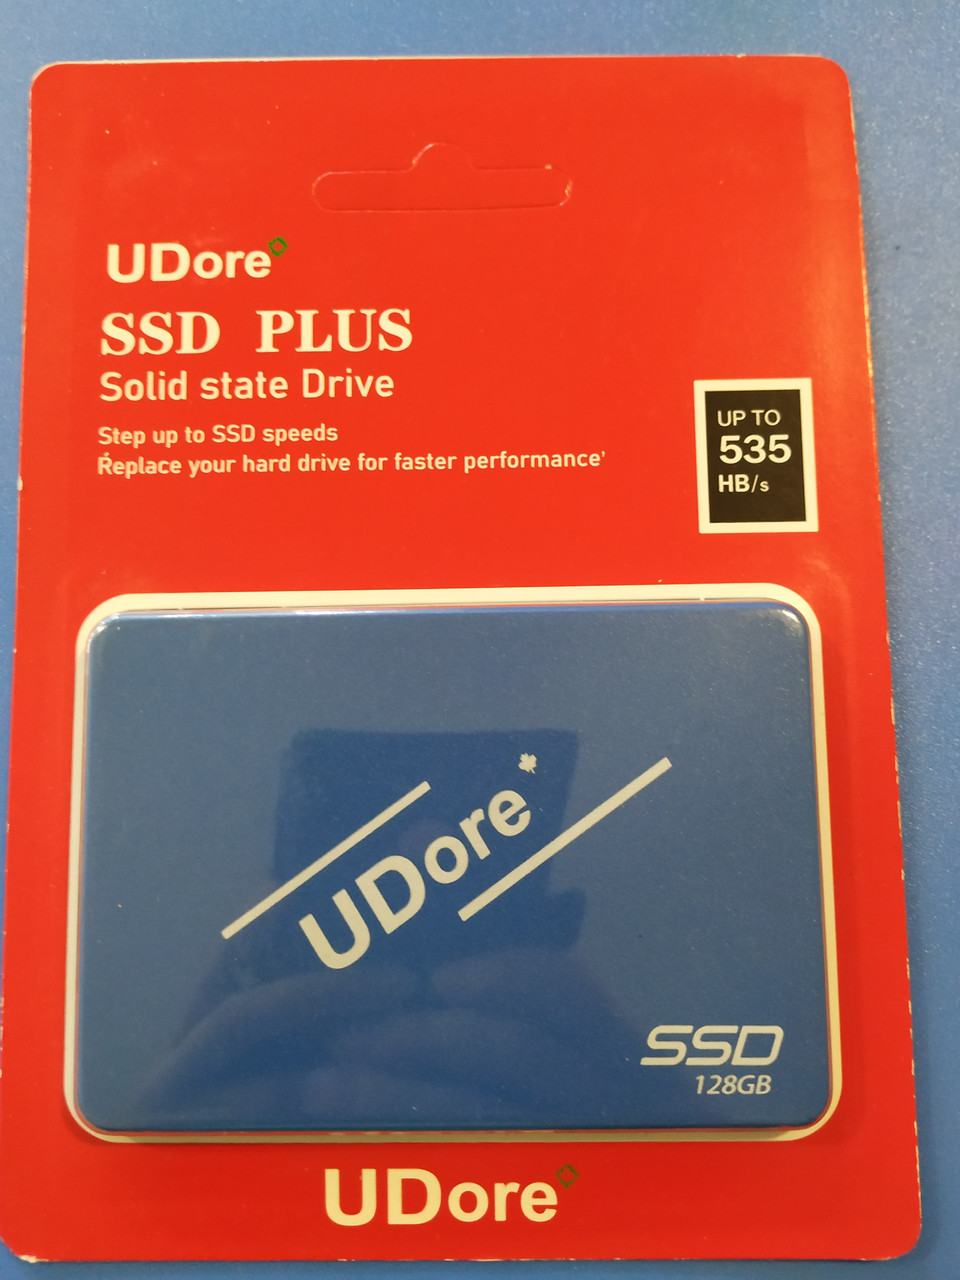 UDore
SSD PLUS
Solid state Drive
Step up to SSD speeds
Replace your hard drive for faster performance'
UP TO
535
HB/s
UDore
SSD
128GB
UDore